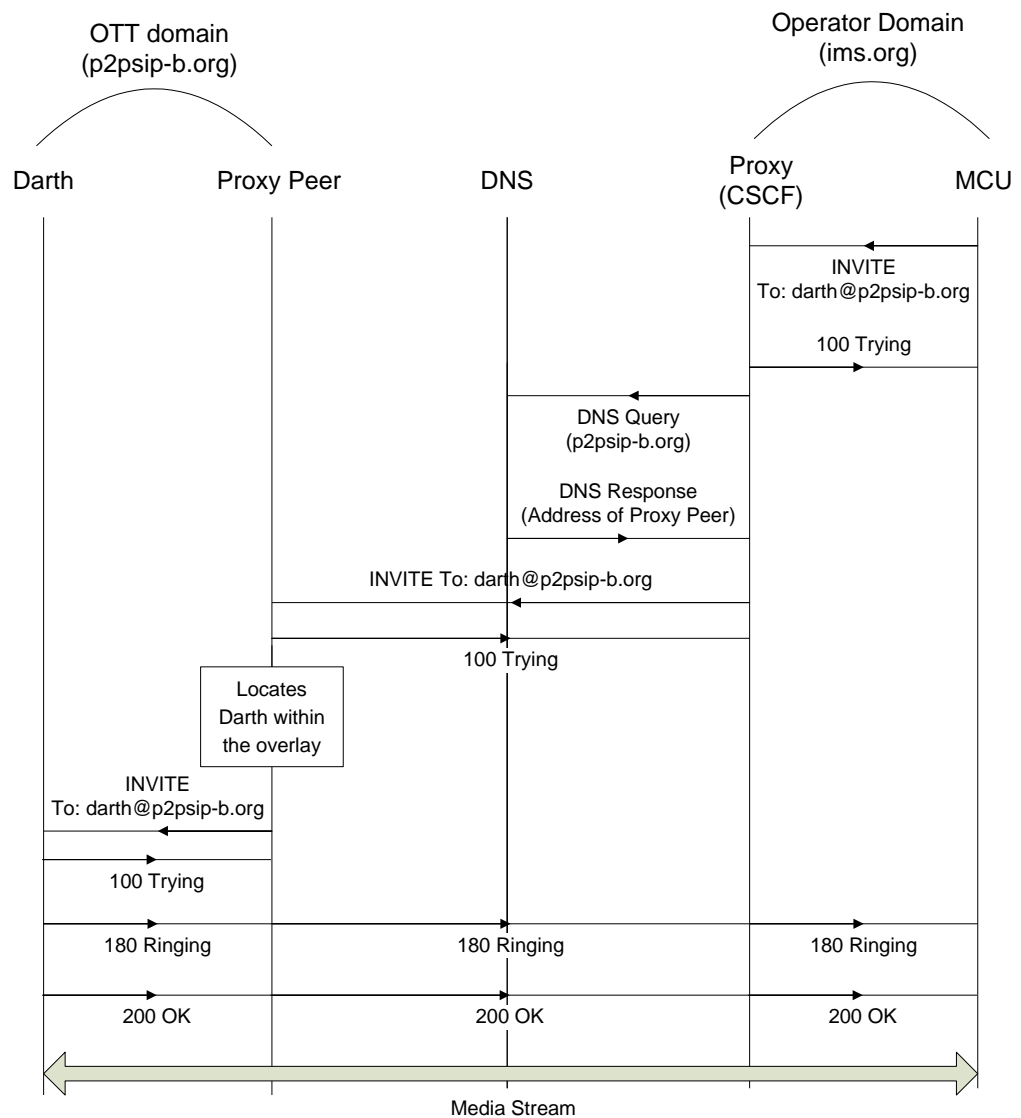 OTT domain
(p2psip-b.org)
Operator Domain
(ims.org)
Darth
Proxy Peer
DNS
Proxy
(CSCF)
MCU
INVITE
To: darth@p2psip-b.org
100 Trying
DNS Query
(p2psip-b.org)
DNS Response
(Address of Proxy Peer)
INVITE To: darth@p2psip-b.org
100 Trying
Locates
Darth within
the overlay
INVITE
To: darth@p2psip-b.org
100 Trying
180 Ringing
180 Ringing
180 Ringing
200 OK
200 OK
200 OK
Media Stream